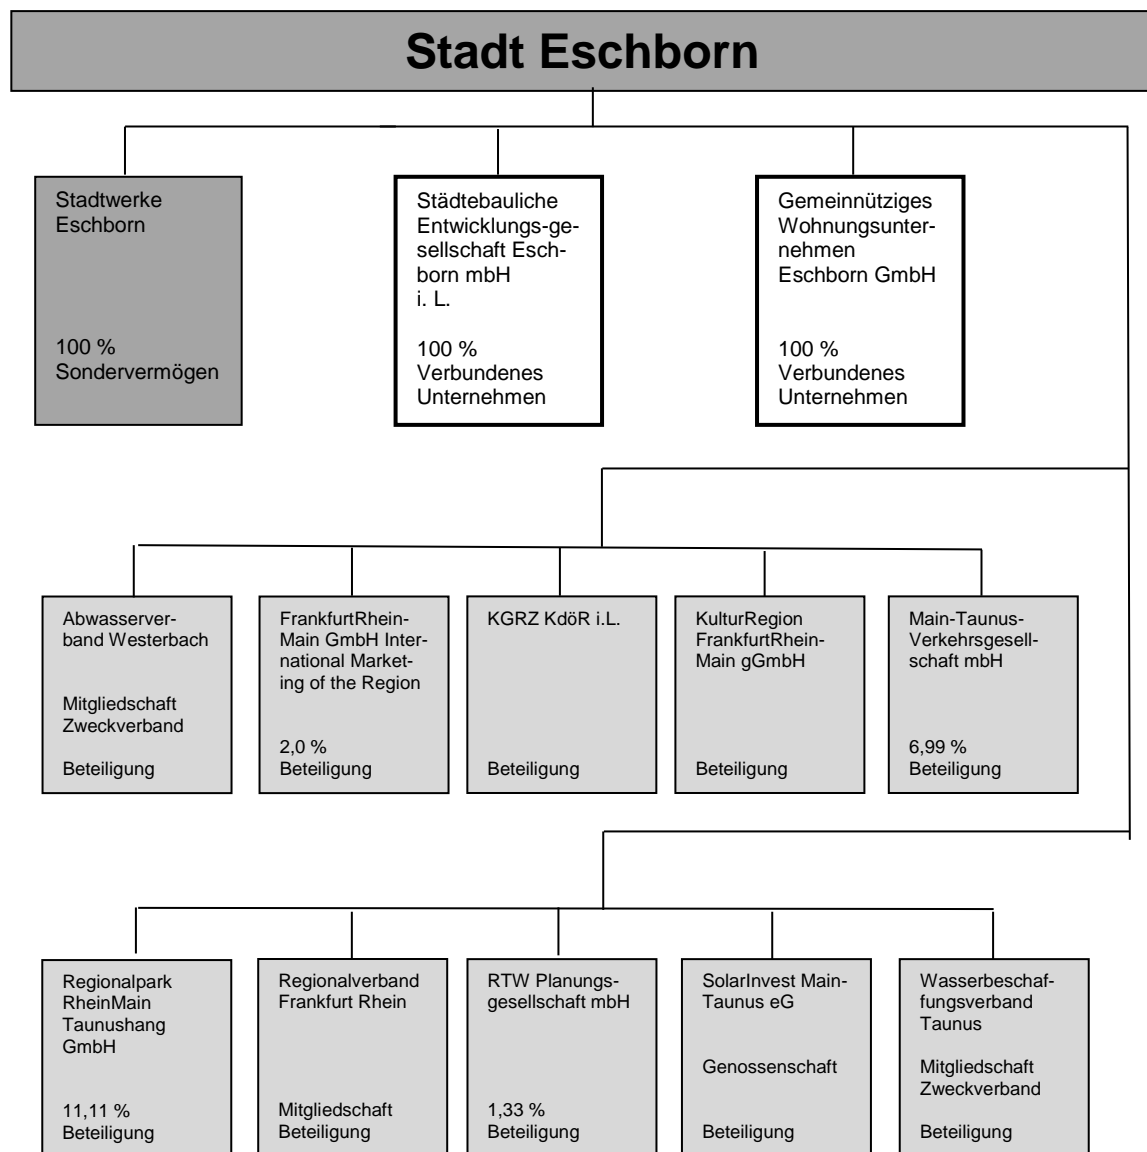 Stadt Eschborn
Stadtwerke
Eschborn
100 %
Sondervermögen
Städtebauliche
Entwicklungs-ge-
sellschaft Esch-
born mbH
i. L.
100 %
Verbundenes
Unternehmen
Gemeinnütziges
Wohnungsunter-
nehmen
Eschborn GmbH
100 %
Verbundenes
Unternehmen
Abwasserver-
band Westerbach
Mitgliedschaft
Zweckverband
Beteiligung
FrankfurtRhein-
Main GmbH Inter-
national Market-
ing of the Region
2,0 %
Beteiligung
KGRZ KdöR i.L.
Beteiligung
KulturRegion
FrankfurtRhein-
Main gGmbH
Beteiligung
Main-Taunus-
Verkehrsgesell-
schaft mbH
6,99 %
Beteiligung
Regionalpark
RheinMain
Taunushang
GmbH
11,11 %
Beteiligung
Regionalverband
Frankfurt Rhein
Mitgliedschaft
Beteiligung
RTW Planungs-
gesellschaft mbH
1,33 %
Beteiligung
SolarInvest Main-
Taunus eG
Genossenschaft
Beteiligung
Wasserbeschaf-
fungsverband
Taunus
Mitgliedschaft
Zweckverband
Beteiligung